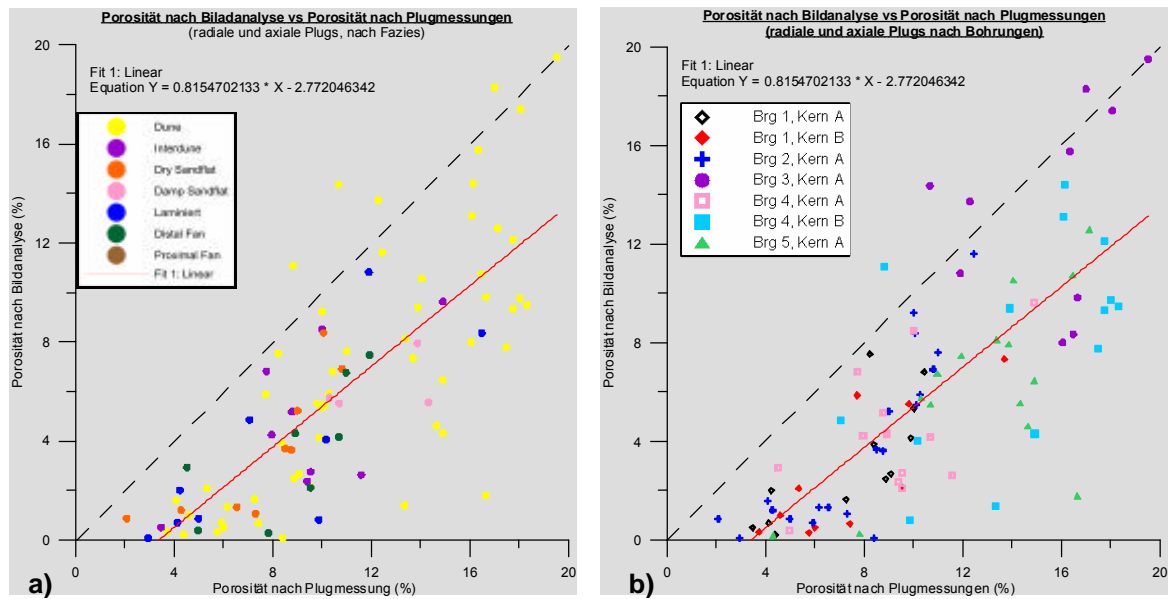 Porosität nach Biladanalyse vs Porosität nach Plugmessungen
(radiale und axiale Plugs, nach Fazies)
20
Fit 1: Linear
Equation Y = 0.8154702133 * X - 2.772046342
Dune
Interdune
Dry Sandflat
Damp Sandflat
Laminiert
Distal Fan
Proximal Fan
Fit 1: Linear
16
12
8
4
0
Porosität nach Bildanalyse (%)
4
8
12
16
20
Porosität nach Plugmessung (%)
a)
Porosität nach Bildanalyse vs Porosität nach Plugmessungen
(radiale und axiale Plugs nach Bohrungen)
20
Fit 1: Linear
Equation Y = 0.8154702133 * X - 2.772046342
Brg 1, Kern A
Brg 1, Kern B
Brg 2, Kern A
Brg 3, Kern A
Brg 4, Kern A
Brg 4, Kern B
Brg 5, Kern A
16
12
8
4
0
Porosität nach Bildanalyse (%)
4
8
12
16
20
Porosität nach Plugmessungen (%)
b)